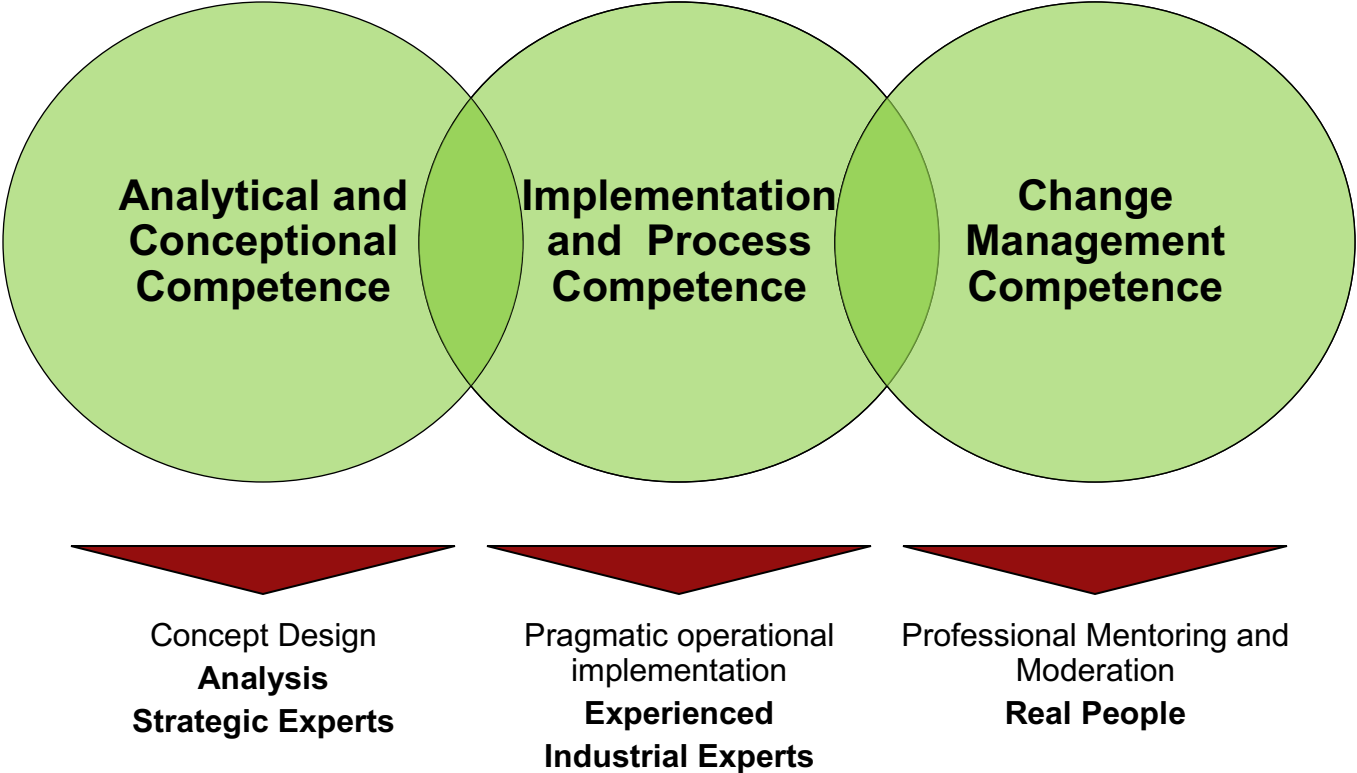 Analytical and
Conceptional
Competence
Implementation
and  Process
Competence
Change
Management
Competence
Concept Design
Analysis
Strategic Experts
Pragmatic operational
implementation
Experienced
Industrial Experts
Professional Mentoring and
Moderation
Real People